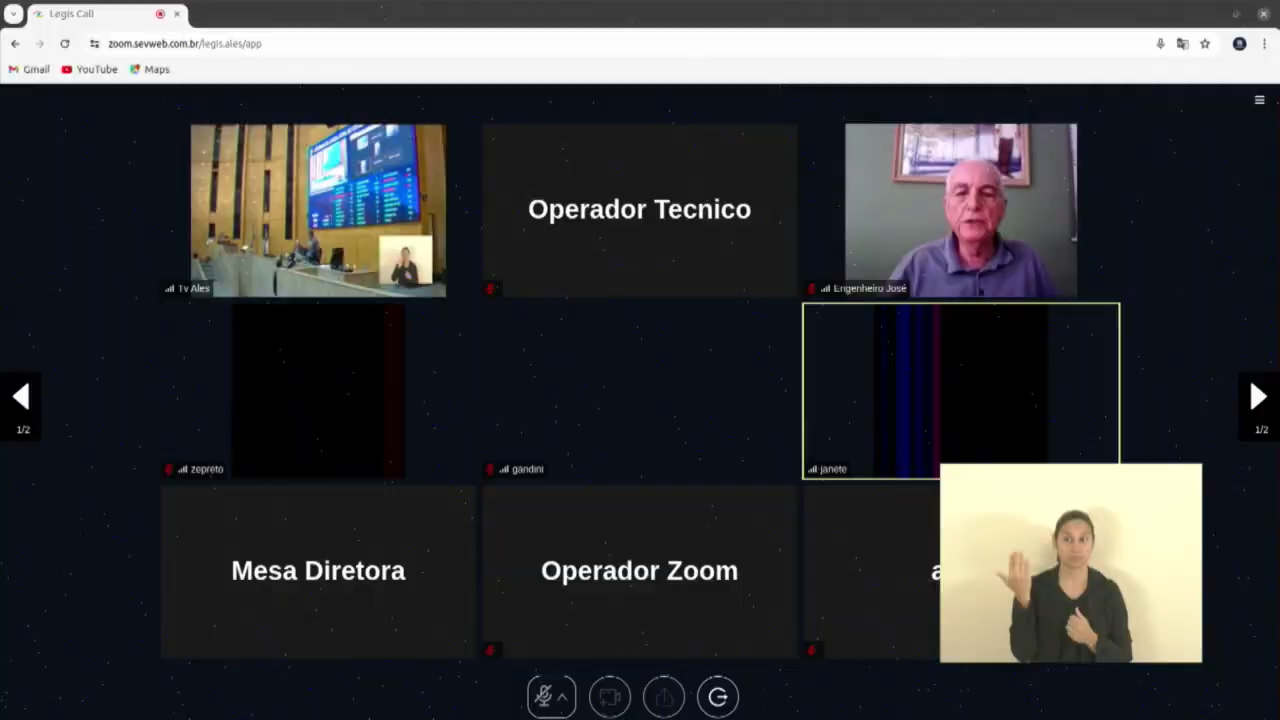 Legis Call
zoom.sevweb.com.br/legis.ales/app
Gmail YouTube Maps
Operador Tecnico
Tv Ales
Engenheiro José
1/2
1/2
zepreto
gandini
janete
Mesa Diretora
Operador Zoom
a